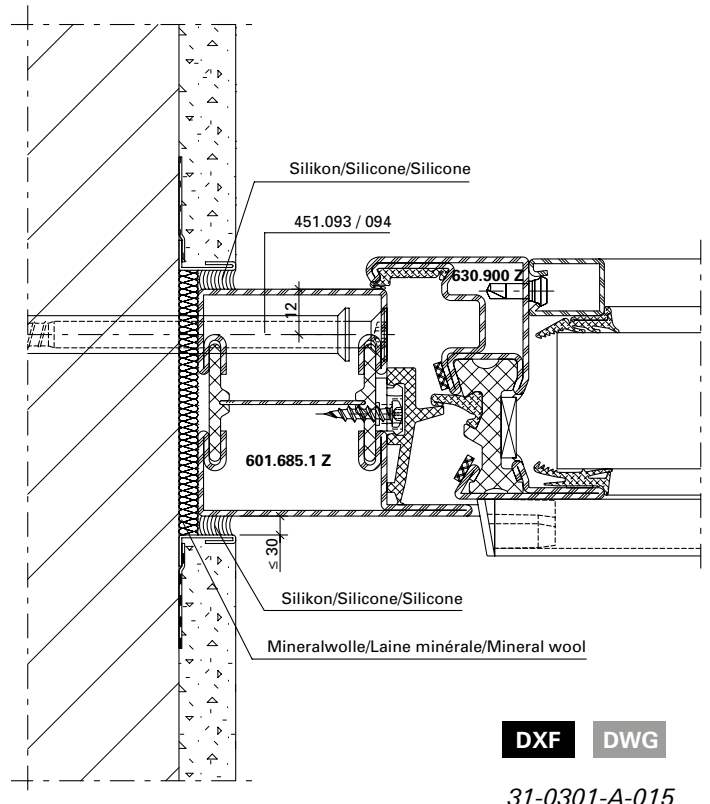 Silikon/Silicone/Silicone
451.093 / 094
630.900 Z
12
601.685.1 Z
≤ 30
Silikon/Silicone/Silicone
Mineralwolle/Laine minérale/Mineral wool
DXF DWG
31-0301-A-015